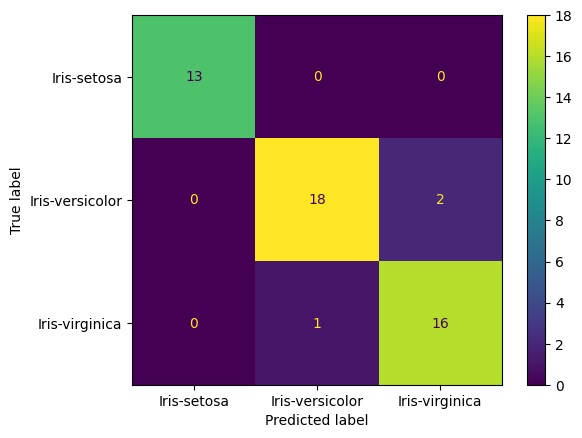 Iris-setosa 13 0 0
Iris-versicolor 0 18 2
Iris-virginica 0 1 16
True label
Iris-setosa Iris-versicolor Iris-virginica
Predicted label
18
16
14
12
10
8
6
4
2
0